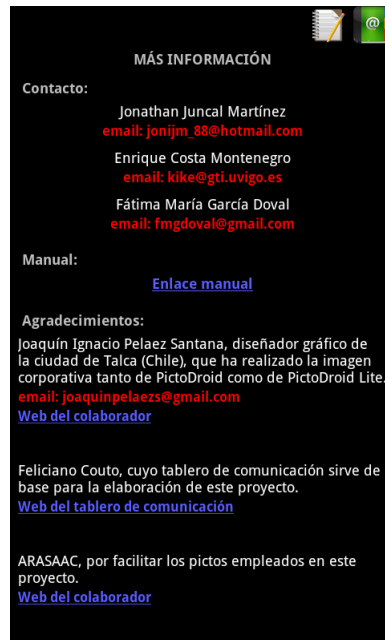 @
MÁS INFORMACIÓN
Contacto:
Jonathan Juncal Martínez
email: jonijm_88@hotmail.com
Enrique Costa Montenegro
email: kike@gti.uvigo.es
Fátima María García Doval
email: fmgdoval@gmail.com
Manual:
Enlace manual
Agradecimientos:
Joaquín Ignacio Pelaez Santana, diseñador gráfico de
la ciudad de Talca (Chile), que ha realizado la imagen
corporativa tanto de PictoDroid como de PictoDroid Lite.
email: joaquinpelaezs@gmail.com
Web del colaborador
Feliciano Couto, cuyo tablero de comunicación sirve de
base para la elaboración de este proyecto.
Web del tablero de comunicación
ARASAAC, por facilitar los pictos empleados en este
proyecto.
Web del colaborador